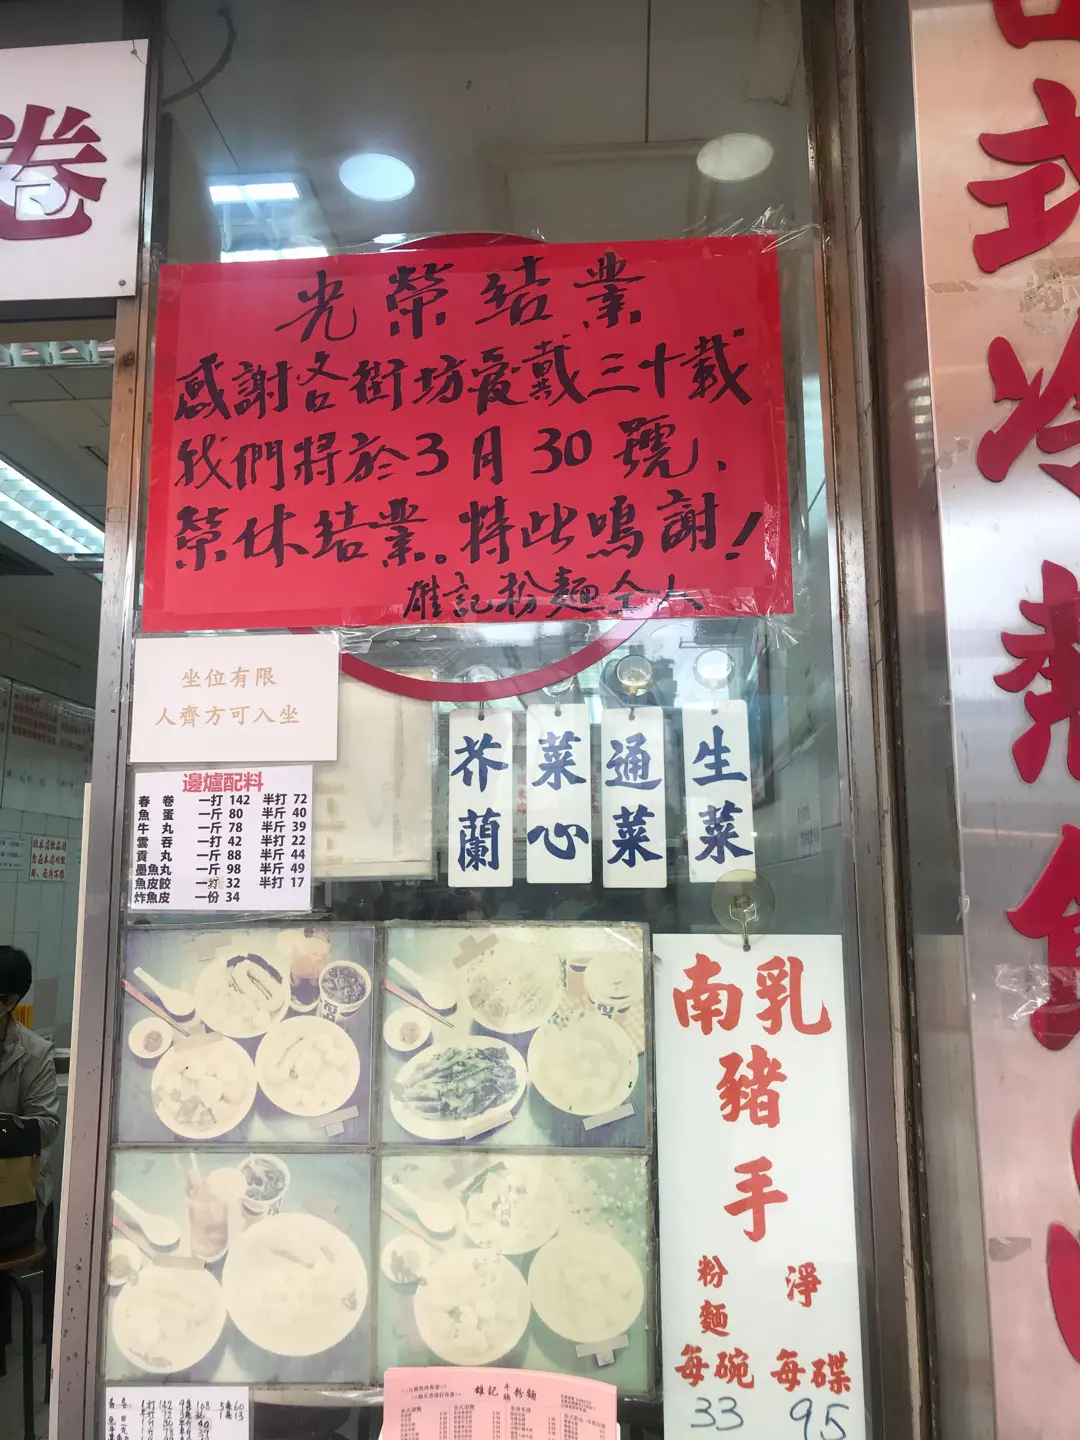 卷
光榮結業
感謝各街坊愛戴三十載
我們將於3月30號,
榮休結業。特此鳴謝!
雄記粉麵全人
坐位有限
人齊方可入坐
邊爐配料
春卷 一打 142 半打 72
魚蛋 一斤 80 半斤 40
牛丸 一斤 78 半斤 39
雲吞 一打 42 半打 22
貢丸 一斤 88 半斤 44
墨魚丸 一斤 98 半斤 49
魚皮餃 一打 32 半打 17
炸魚皮 一份 34
芥蘭
菜心
通菜
生菜
南乳
豬
手
粉麵 淨
每碗 每碟
33 95
雄記 粉麵
式冷熱飲